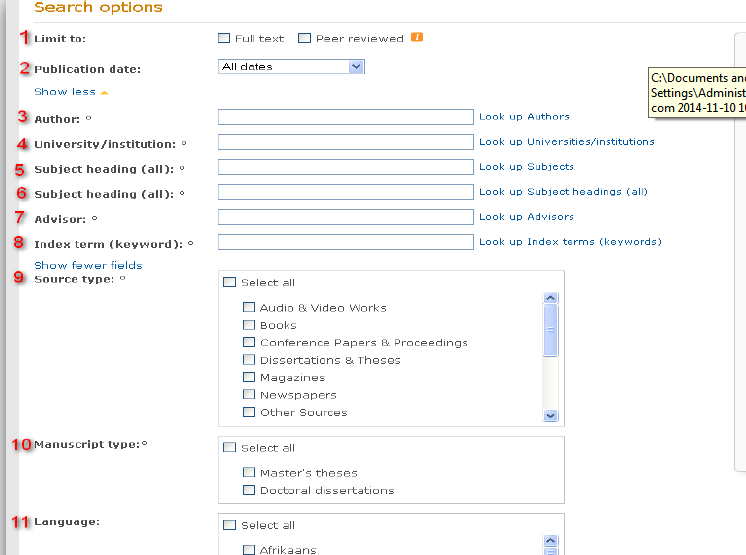 Search options
1 Limit to: Full text Peer reviewed i
2 Publication date: All dates
Show less
3 Author: ° Look up Authors
4 University/institution: ° Look up Universities/institutions
5 Subject heading (all): ° Look up Subjects
6 Subject heading (all): ° Look up Subject headings (all)
7 Advisor: ° Look up Advisors
8 Index term (keyword): ° Look up Index terms (keywords)
Show fewer fields
9 Source type: ° Select all
Audio & Video Works
Books
Conference Papers & Proceedings
Dissertations & Theses
Magazines
Newspapers
Other Sources
10 Manuscript type: ° Select all
Master's theses
Doctoral dissertations
11 Language: Select all
Afrikaans
C:\Documents and
Settings\Administ
com 2014-11-10 10